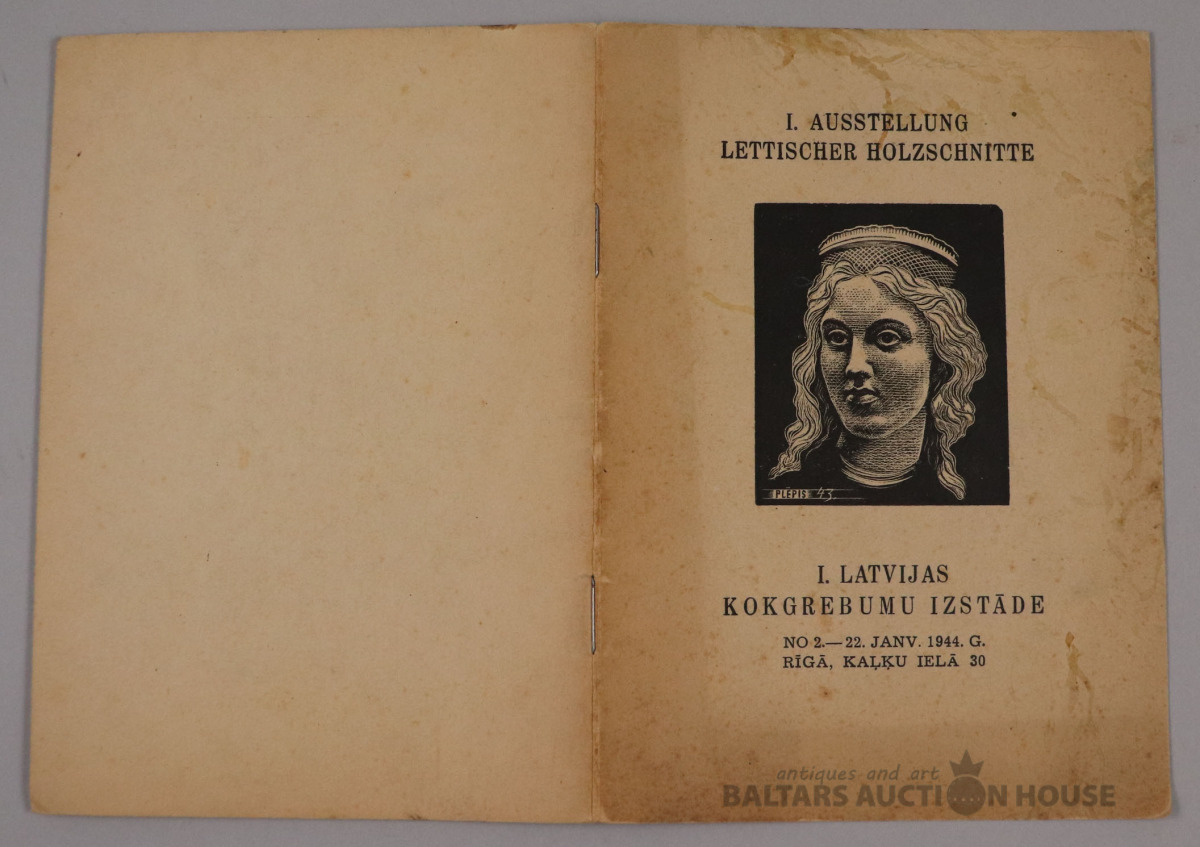 I. AUSSTELLUNG
LETTISCHER HOLZSCHNITTE
PLĒPIS 43.
I. LATVIJAS
KOKGREBUMU IZSTĀDE
NO 2.—22. JANV. 1944. G.
RĪGĀ, KAĻĶU IELĀ 30
antiques and art
BALTARS AUCTION HOUSE